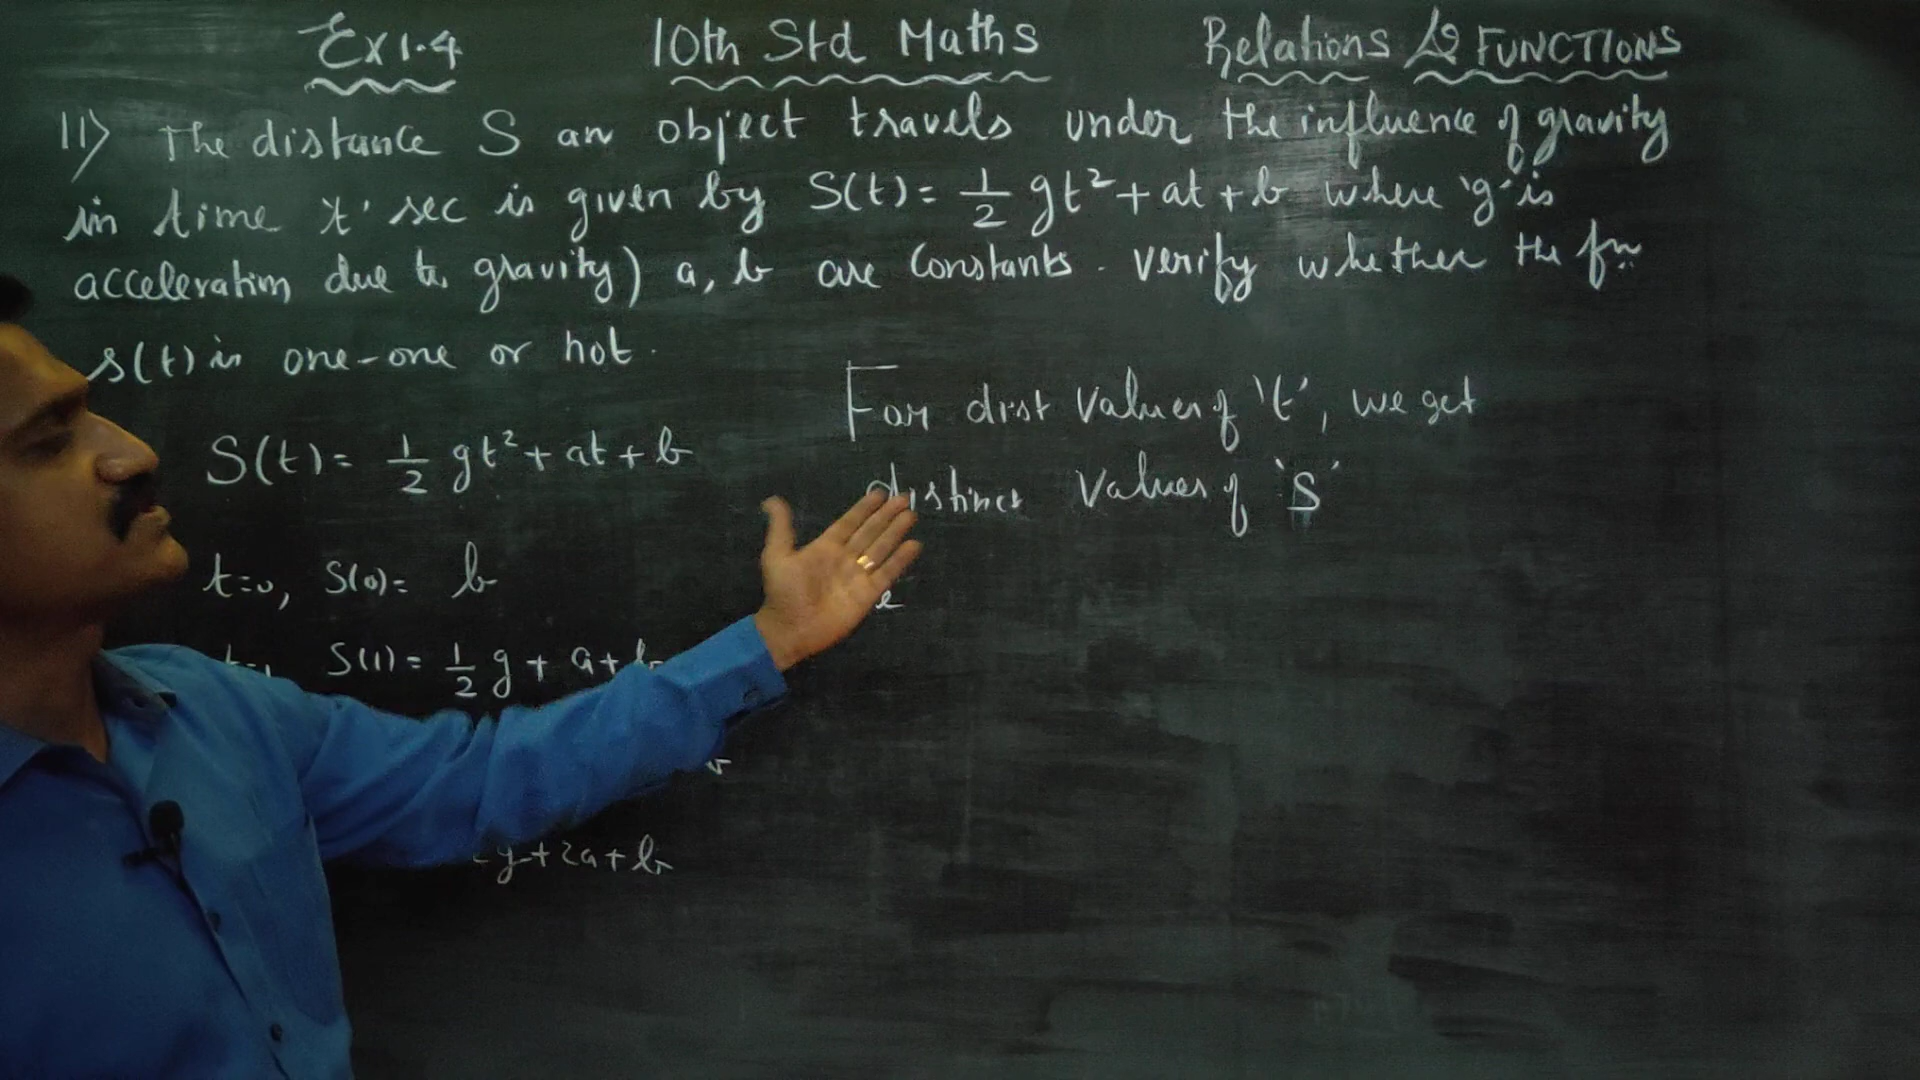 Ex 1.4 10th Std Maths Relations & FUNCTIONS
11) The distance S an object travels under the influence of gravity
in time 't' sec is given by S(t) = 1/2 gt² + at + b where 'g' is
acceleration due to gravity) a, b are constants. verify whether the fn
s(t) is one-one or not.
S(t) = 1/2 gt² + at + b
t=0, S(0) = b
t=1, S(1) = 1/2 g + a + b
g + 2a + b
For dist values of 't', we get
distinct values of 'S'